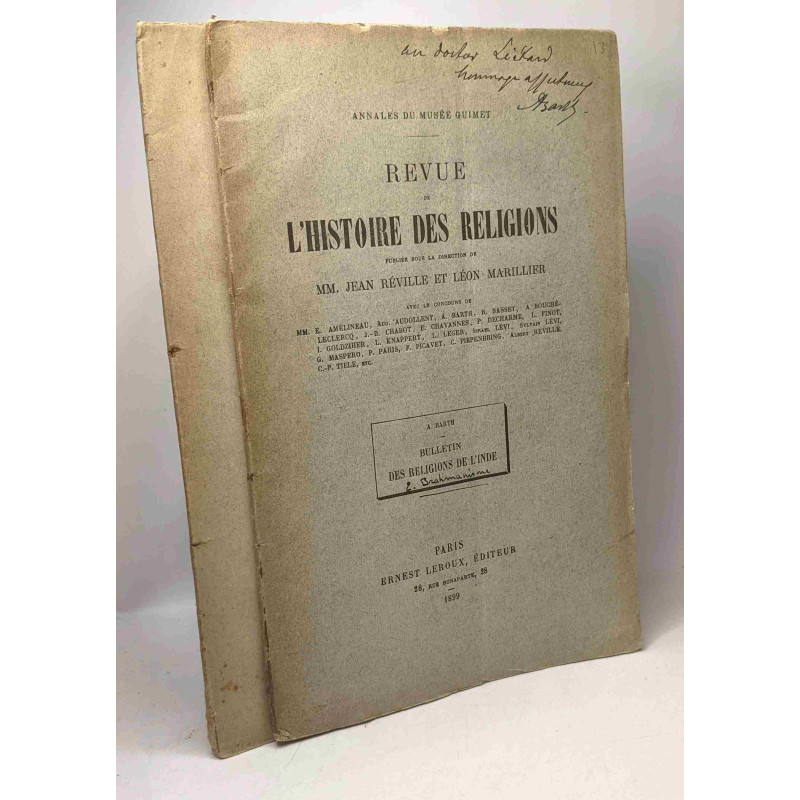 au docteur Liétard
hommage affectueux
ABarth
ANNALES DU MUSÉE GUIMET
REVUE
DE
L'HISTOIRE DES RELIGIONS
PUBLIÉE SOUS LA DIRECTION DE
MM. JEAN RÉVILLE ET LÉON MARILLIER
AVEC LE CONCOURS DE
MM. E. AMÉLINEAU, AUG. AUDOLLENT, A. BARTH, R. BASSET, A. BOUCHÉ-
LECLERCQ, J.-B. CHABOT, E. CHAVANNES, P. DECHARME, L. FINOT,
I. GOLDZIHER, L. KNAPPERT, L. LEGER, ISRAEL LÉVI, SYLVAIN LÉVI,
G. MASPERO, P. PARIS, F. PICAVET, C. PIEPENBRING, ALBERT RÉVILLE,
C.-P. TIELE, ETC.
A. BARTH
BULLETIN
DES RELIGIONS DE L'INDE
2. Brahmanisme
PARIS
ERNEST LEROUX, ÉDITEUR
28, RUE BONAPARTE, 28
1899